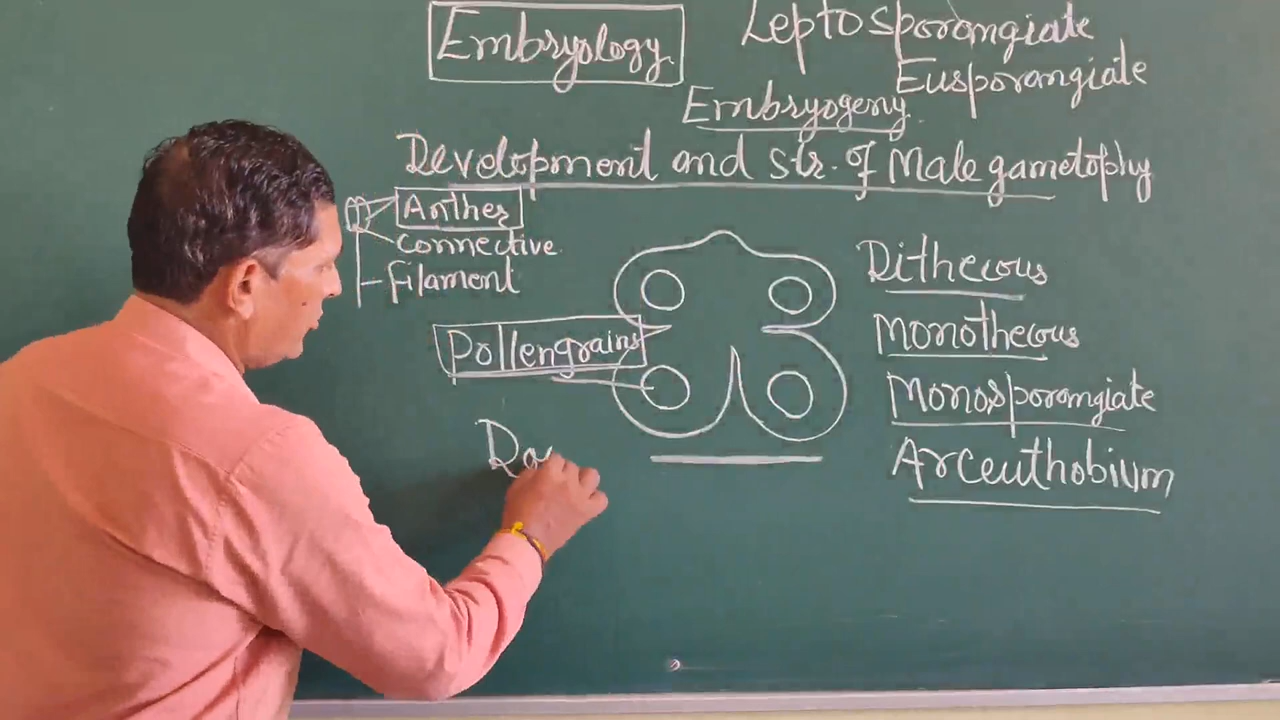 Embryology
Leptosporangiate
Eusporangiate
Embryogeny
Development and str. of Male gametophy
Anther
Connective
Filament
Pollengrains
Dithecous
Monothecous
Monosporangiate
Arceuthobium